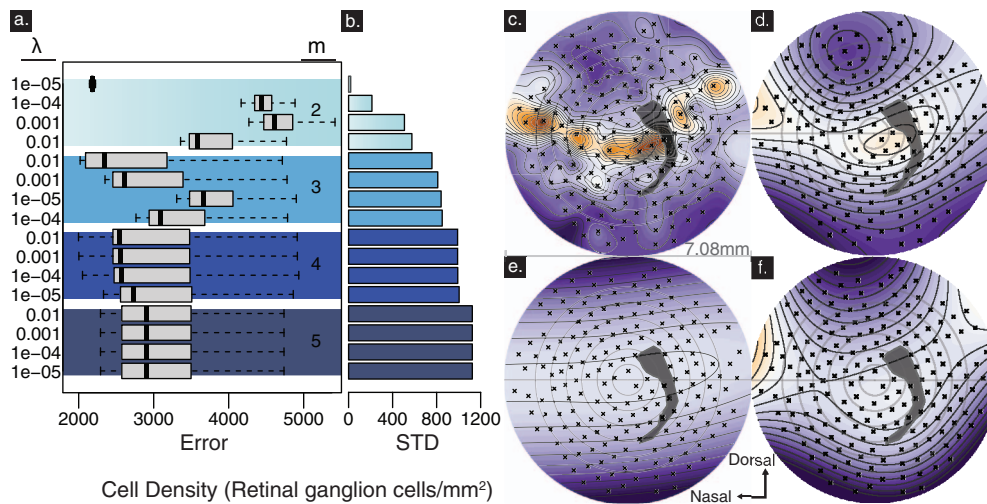 a.
b.
c.
d.
λ
m
1e−05
1e−04
2
0.001
0.01
0.01
0.001
3
1e−05
1e−04
0.01
0.001
4
1e−04
1e−05
0.01
0.001
5
1e−04
1e−05
2000 3000 4000 5000
Error
0 400 800 1200
STD
7.08mm
e.
f.
Dorsal
Nasal
Cell Density (Retinal ganglion cells/mm²)